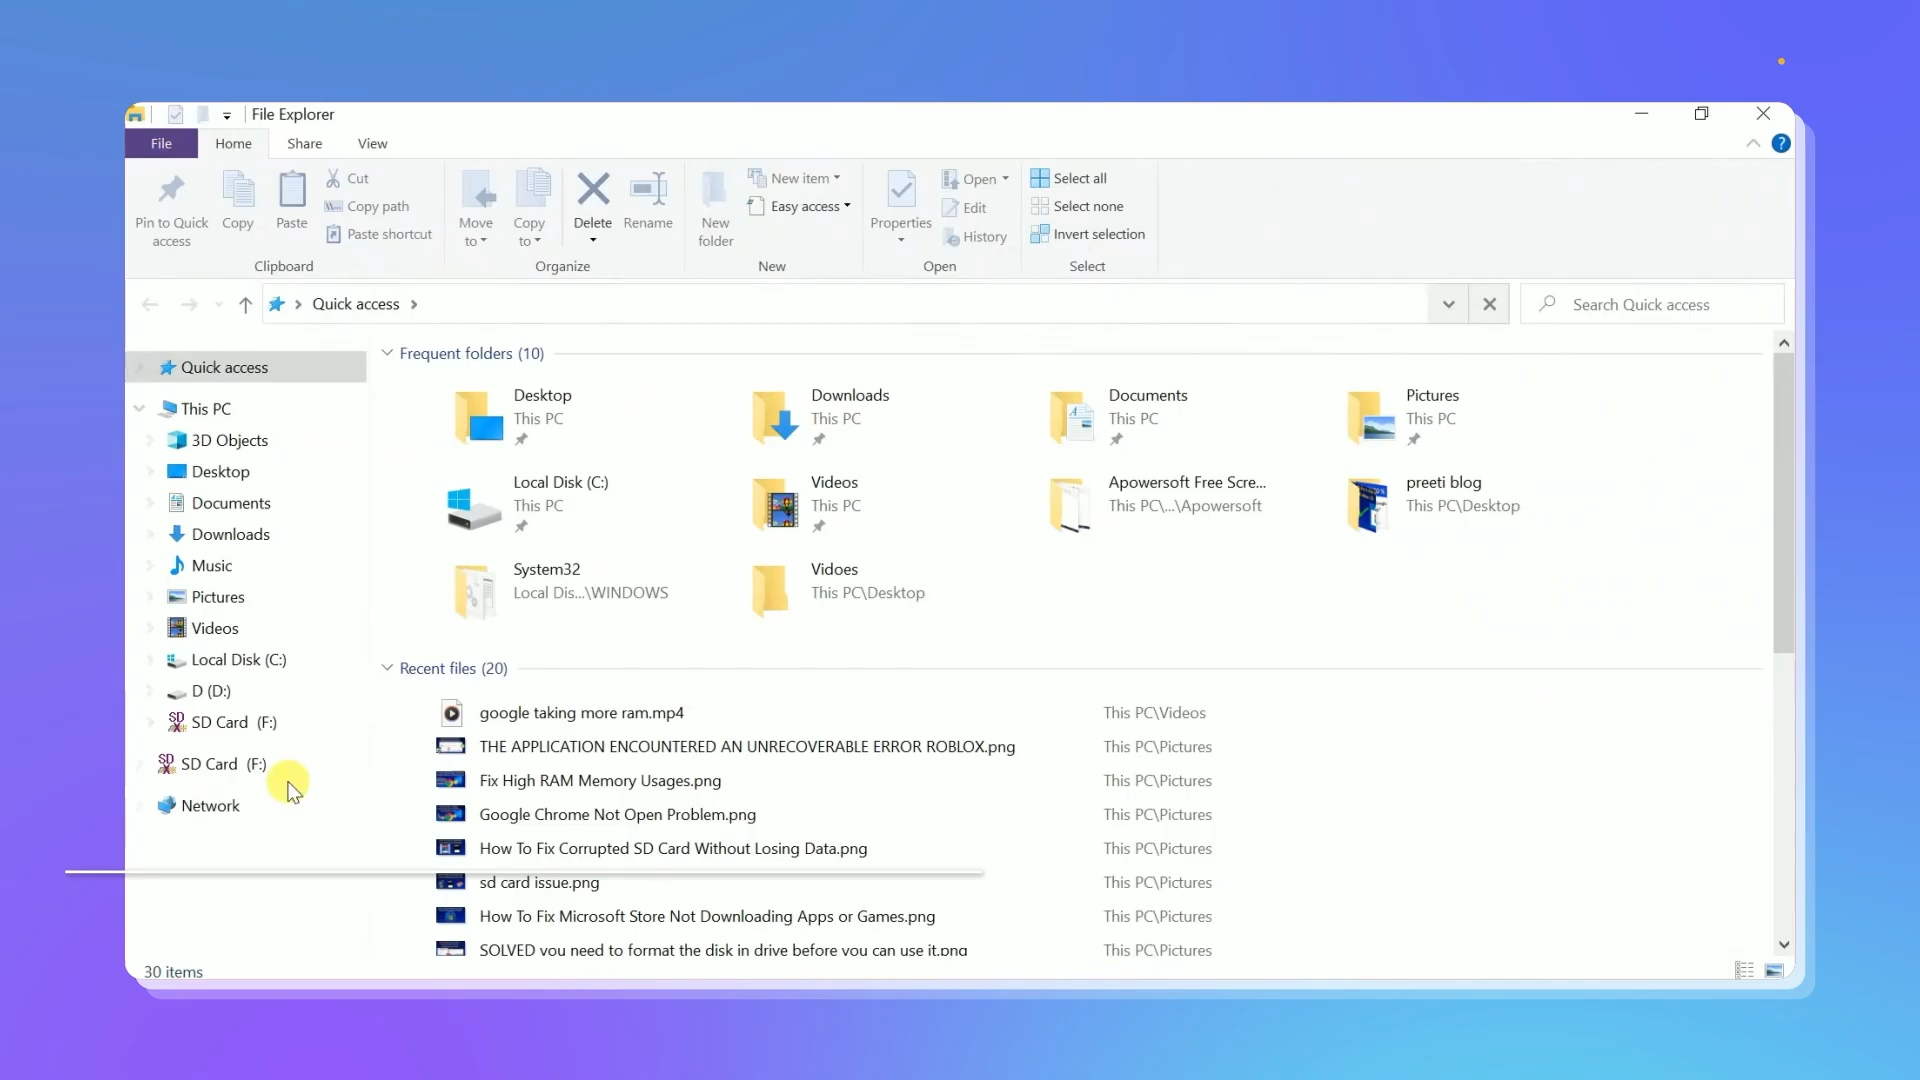 File Explorer
File Home Share View
Pin to Quick access
Copy
Paste
Cut
Copy path
Paste shortcut
Clipboard
Move to
Copy to
Delete
Rename
Organize
New folder
New item
Easy access
New
Properties
Open
Edit
History
Open
Select all
Select none
Invert selection
Select
Quick access
Search Quick access
Quick access
This PC
3D Objects
Desktop
Documents
Downloads
Music
Pictures
Videos
Local Disk (C:)
D (D:)
SD Card (F:)
SD Card (F:)
Network
Frequent folders (10)
Desktop
This PC
Downloads
This PC
Documents
This PC
Pictures
This PC
Local Disk (C:)
This PC
Videos
This PC
Apowersoft Free Scre...
This PC\...\Apowersoft
preeti blog
This PC\Desktop
System32
Local Dis...\WINDOWS
Vidoes
This PC\Desktop
Recent files (20)
google taking more ram.mp4 This PC\Videos
THE APPLICATION ENCOUNTERED AN UNRECOVERABLE ERROR ROBLOX.png This PC\Pictures
Fix High RAM Memory Usages.png This PC\Pictures
Google Chrome Not Open Problem.png This PC\Pictures
How To Fix Corrupted SD Card Without Losing Data.png This PC\Pictures
sd card issue.png This PC\Pictures
How To Fix Microsoft Store Not Downloading Apps or Games.png This PC\Pictures
SOLVED you need to format the disk in drive before you can use it.png This PC\Pictures
30 items